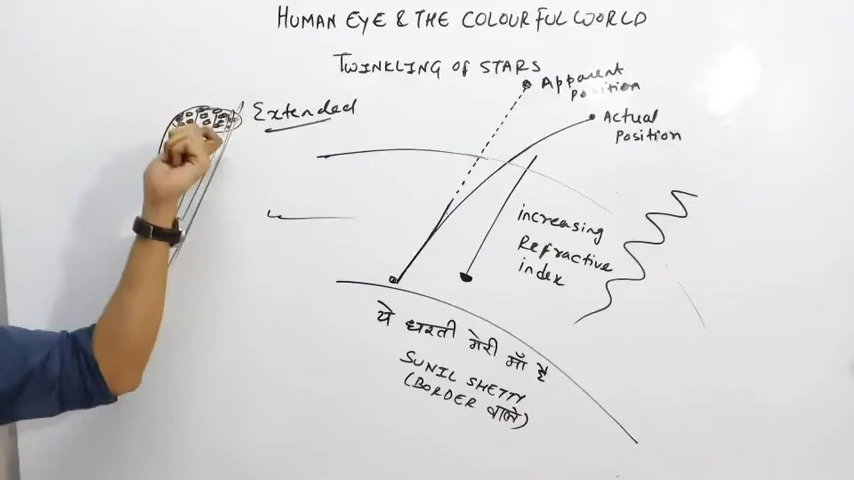 HUMAN EYE & THE COLOURFUL WORLD
TWINKLING OF STARS
Apparent
position
Extended
Actual
position
increasing
Refractive
index
ये धरती मेरी माँ है
SUNIL SHETTY
(BORDER वाले)